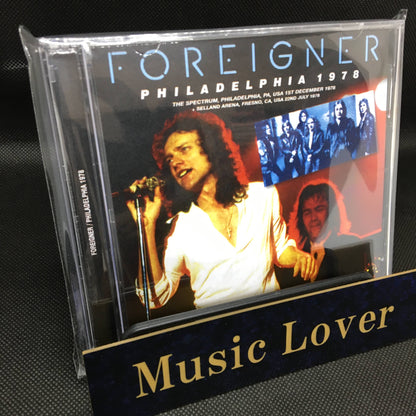 FOREIGNER
PHILADELPHIA 1978
THE SPECTRUM, PHILADELPHIA, PA, USA 1ST DECEMBER 1978
+ SELLAND ARENA, FRESNO, CA, USA 22ND JULY 1978
FOREIGNER / PHILADELPHIA 1978
Music Lover